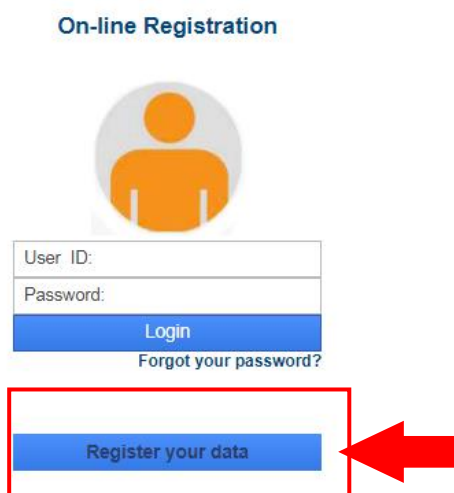 On-line Registration
User ID:
Password:
Login
Forgot your password?
Register your data